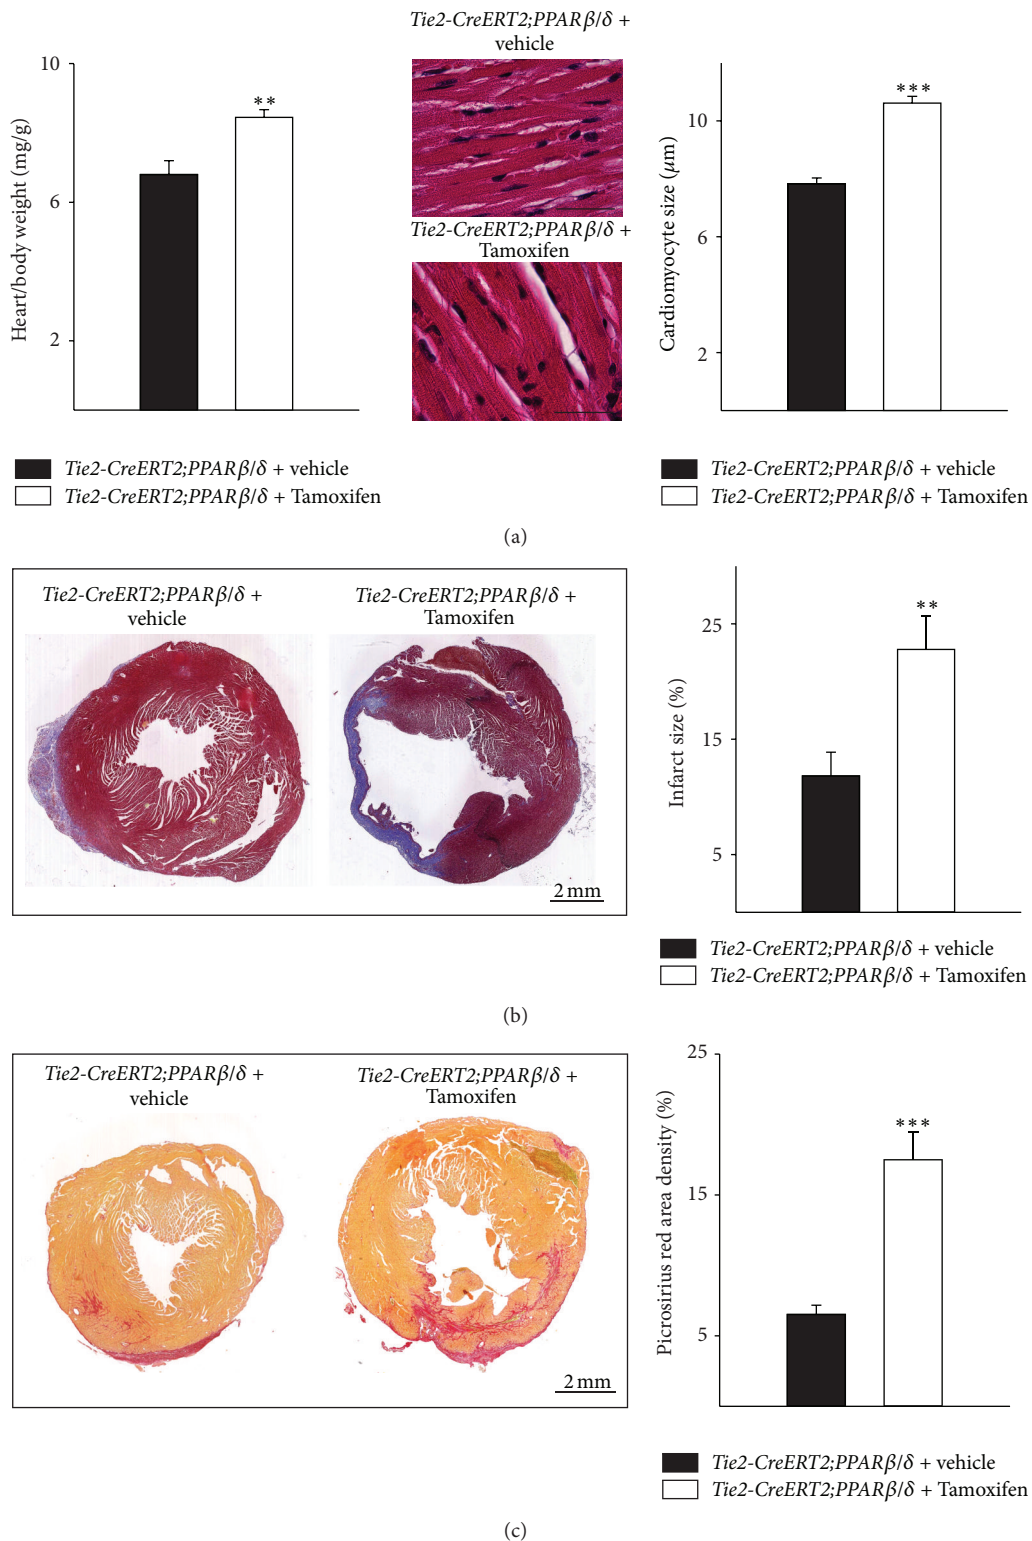 Tie2-CreERT2;PPARβ/δ +
vehicle
10
6
2
Heart/body weight (mg/g)
**
Tie2-CreERT2;PPARβ/δ +
Tamoxifen
10
6
2
Cardiomyocyte size (μm)
***
Tie2-CreERT2;PPARβ/δ + vehicle
Tie2-CreERT2;PPARβ/δ + Tamoxifen
Tie2-CreERT2;PPARβ/δ + vehicle
Tie2-CreERT2;PPARβ/δ + Tamoxifen
(a)
Tie2-CreERT2;PPARβ/δ +
vehicle
Tie2-CreERT2;PPARβ/δ +
Tamoxifen
2 mm
25
15
5
Infarct size (%)
**
Tie2-CreERT2;PPARβ/δ + vehicle
Tie2-CreERT2;PPARβ/δ + Tamoxifen
(b)
Tie2-CreERT2;PPARβ/δ +
vehicle
Tie2-CreERT2;PPARβ/δ +
Tamoxifen
2 mm
25
15
5
Picrosirius red area density (%)
***
Tie2-CreERT2;PPARβ/δ + vehicle
Tie2-CreERT2;PPARβ/δ + Tamoxifen
(c)